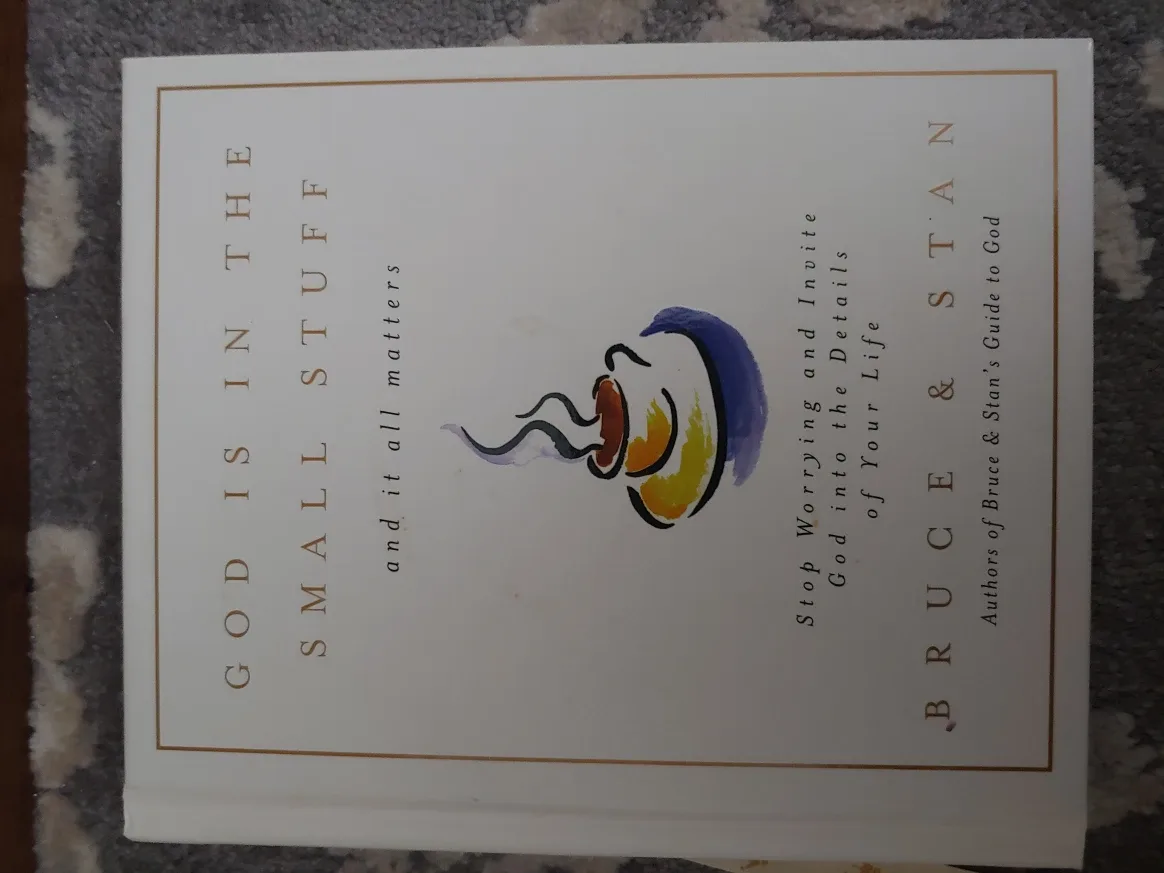 GOD IS IN THE
SMALL STUFF
and it all matters
Stop Worrying and Invite
God into the Details
of Your Life
BRUCE & STAN
Authors of Bruce & Stan's Guide to God